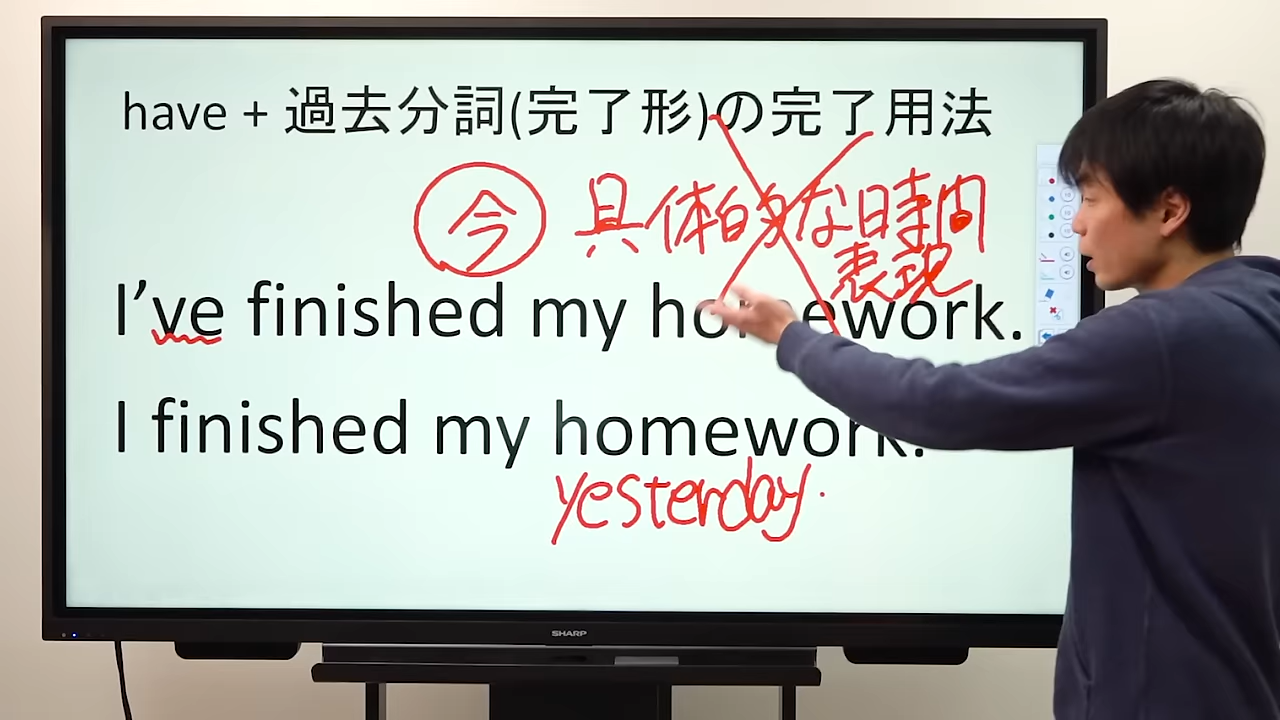 have + 過去分詞(完了形)の完了用法
今 具体的な時間
表現
I've finished my homework.
I finished my homework.
yesterday.
SHARP